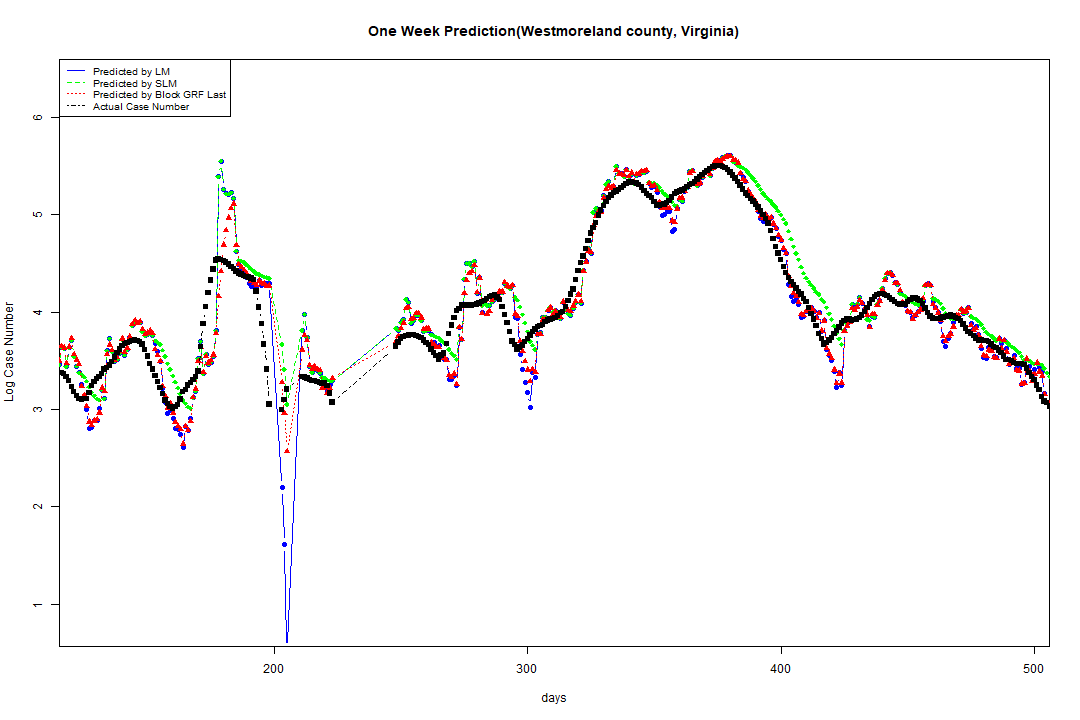 One Week Prediction(Westmoreland county, Virginia)
Predicted by LM
Predicted by SLM
Predicted by Block GRF Last
Actual Case Number
6
5
4
3
2
1
Log Case Number
200
300
400
500
days